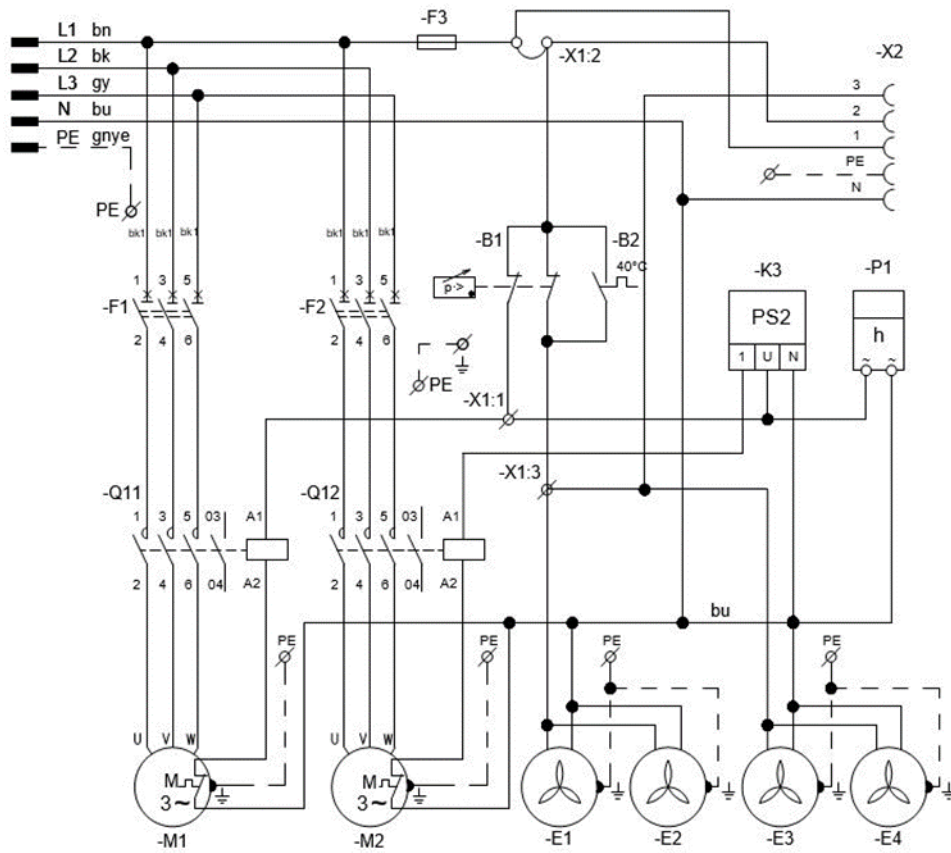 L1 bn
-F3
-X1:2
-X2
L2 bk
L3 gy
3
N bu
2
PE gnye
1
PE
PE
N
bk1 bk1 bk1
bk1 bk1 bk1
-B1
-B2
40°C
-K3
-P1
1 3 5
1 3 5
p->
-F1
-F2
PS2
h
2 4 6
2 4 6
1 U N
~ ~
PE
-X1:1
-X1:3
-Q11
-Q12
1 3 5 03 A1
1 3 5 03 A1
2 4 6 04 A2
2 4 6 04 A2
bu
PE
PE
PE
PE
U V W
U V W
M
M
3~
3~
-M1
-M2
-E1
-E2
-E3
-E4